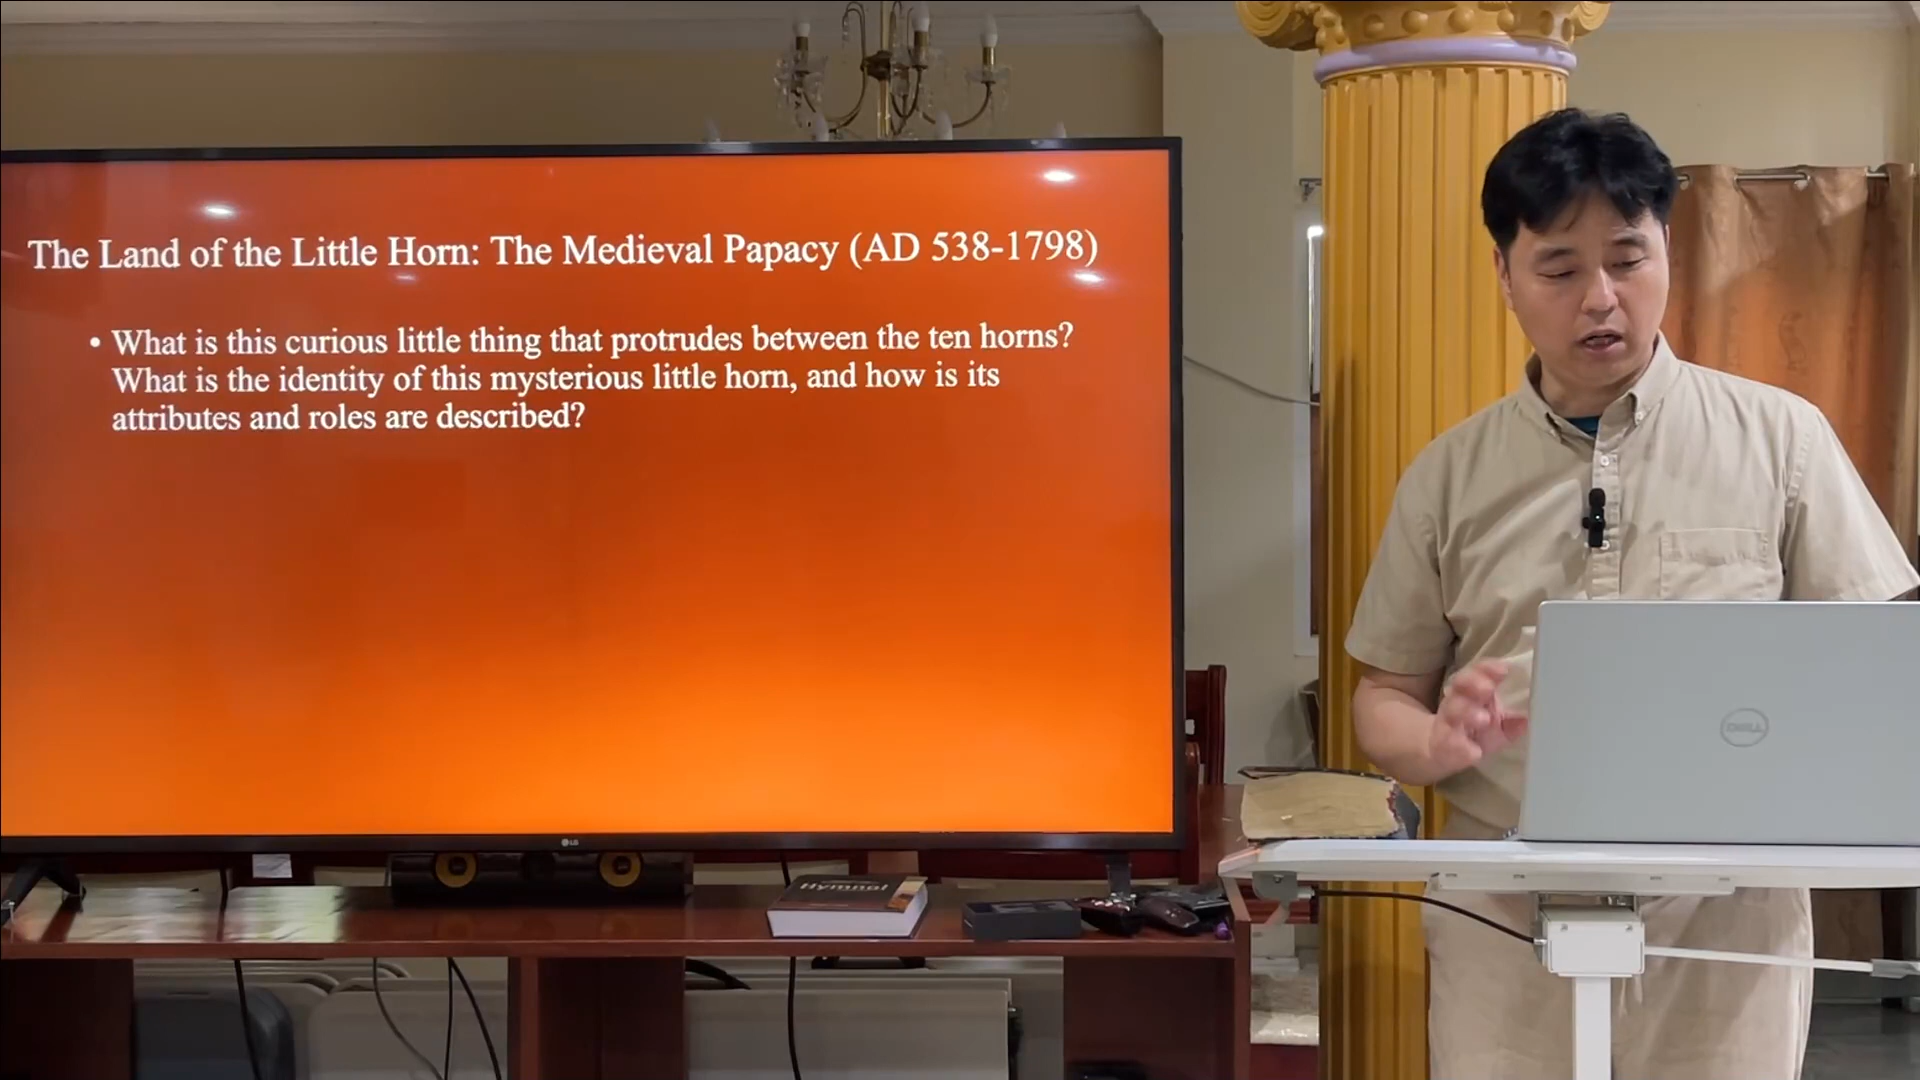 The Land of the Little Horn: The Medieval Papacy (AD 538-1798)
• What is this curious little thing that protrudes between the ten horns?
What is the identity of this mysterious little horn, and how is its
attributes and roles are described?
LG
Hymnal
DELL